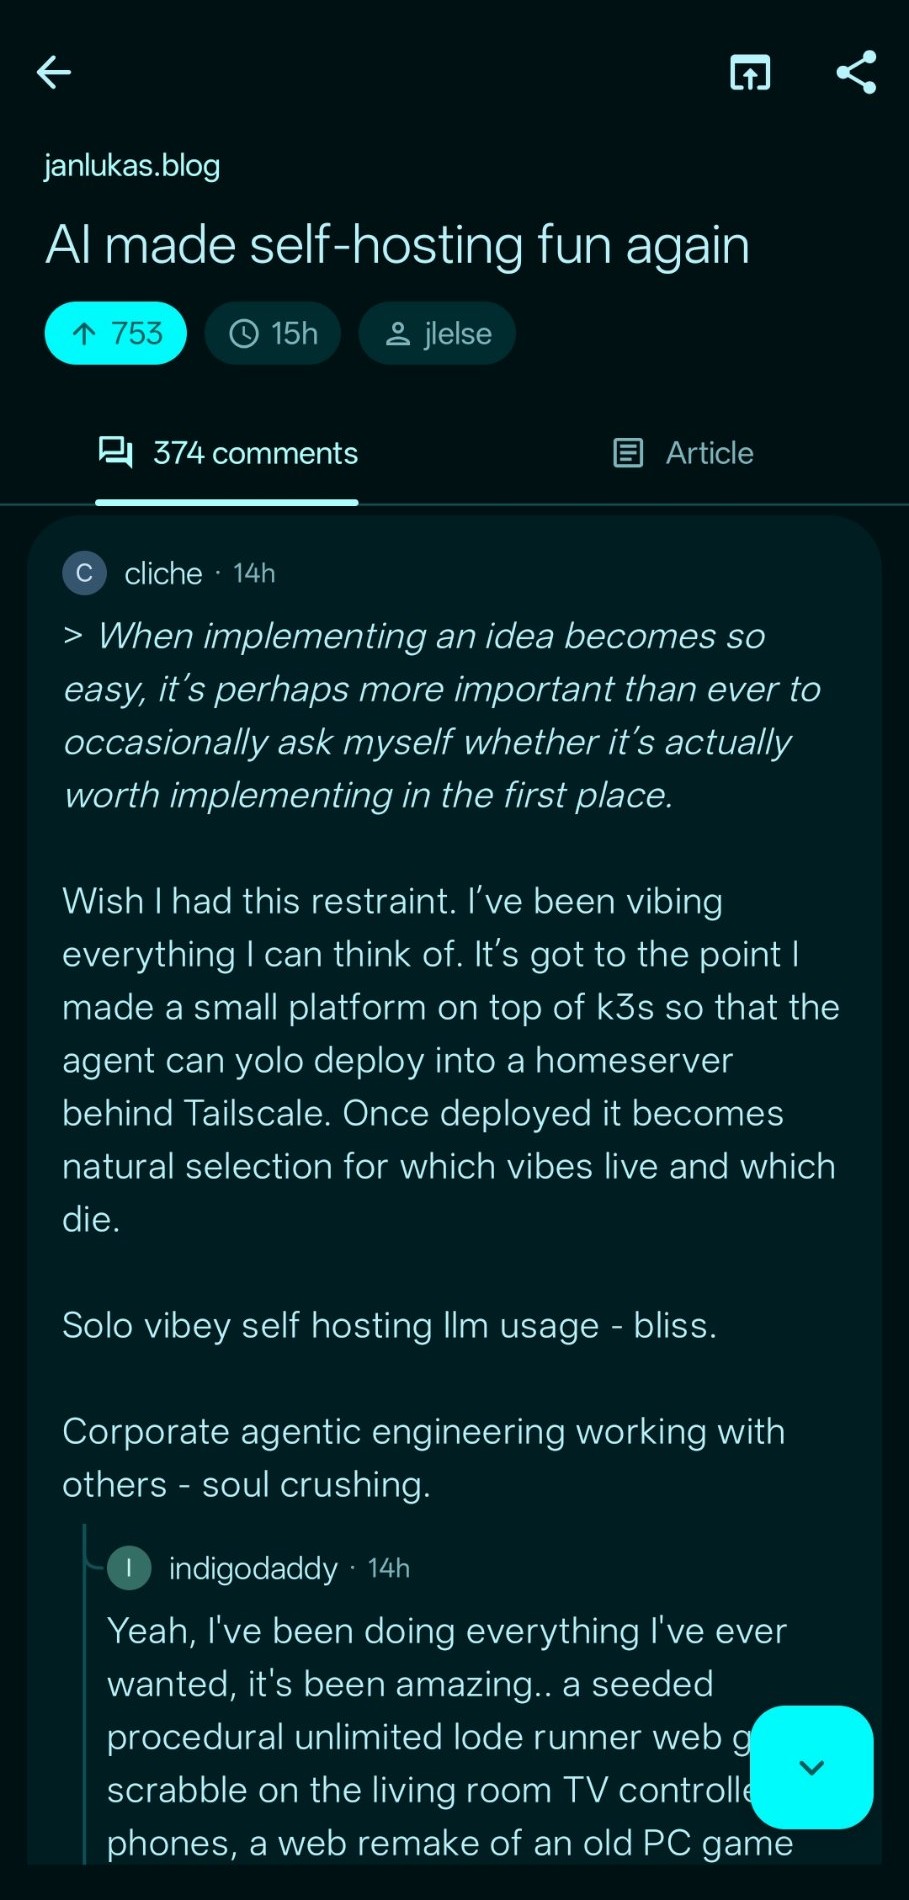 janlukas.blog
AI made self-hosting fun again
753
15h
jlelse
374 comments
Article
C
cliche · 14h
> When implementing an idea becomes so
easy, it’s perhaps more important than ever to
occasionally ask myself whether it’s actually
worth implementing in the first place.
Wish I had this restraint. I’ve been vibing
everything I can think of. It’s got to the point I
made a small platform on top of k3s so that the
agent can yolo deploy into a homeserver
behind Tailscale. Once deployed it becomes
natural selection for which vibes live and which
die.
Solo vibey self hosting llm usage - bliss.
Corporate agentic engineering working with
others - soul crushing.
I
indigodaddy · 14h
Yeah, I've been doing everything I've ever
wanted, it's been amazing.. a seeded
procedural unlimited lode runner web
scrabble on the living room TV
phones, a web remake of an old PC game